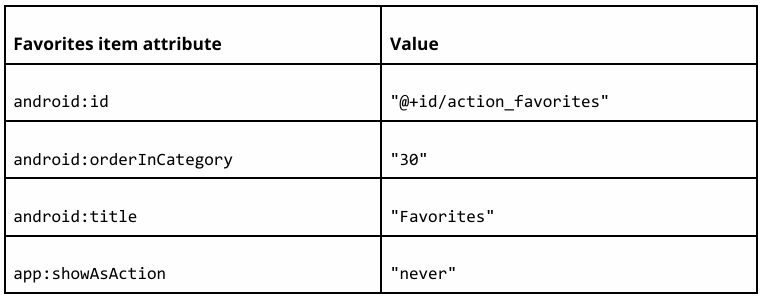 Favorites item attribute Value
android:id "@+id/action_favorites"
android:orderInCategory "30"
android:title "Favorites"
app:showAsAction "never"